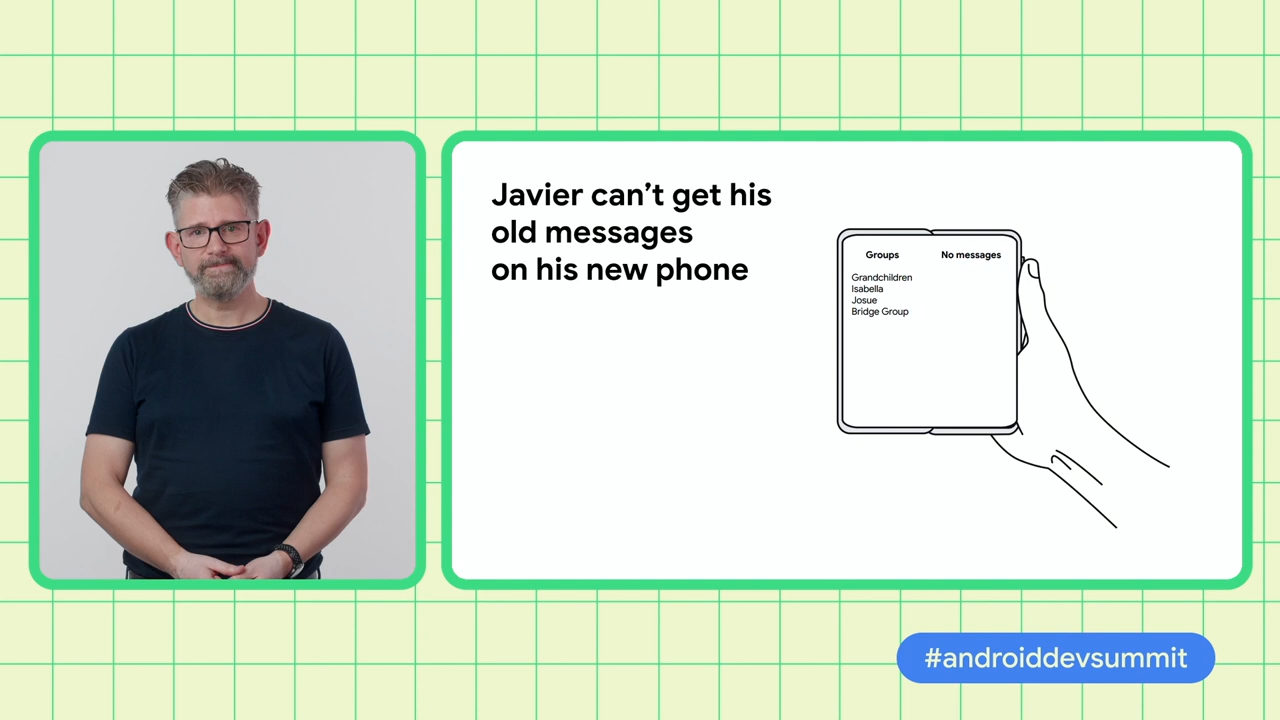 Javier can’t get his
old messages
on his new phone
Groups
No messages
Grandchildren
Isabella
Josue
Bridge Group
#androiddevsummit